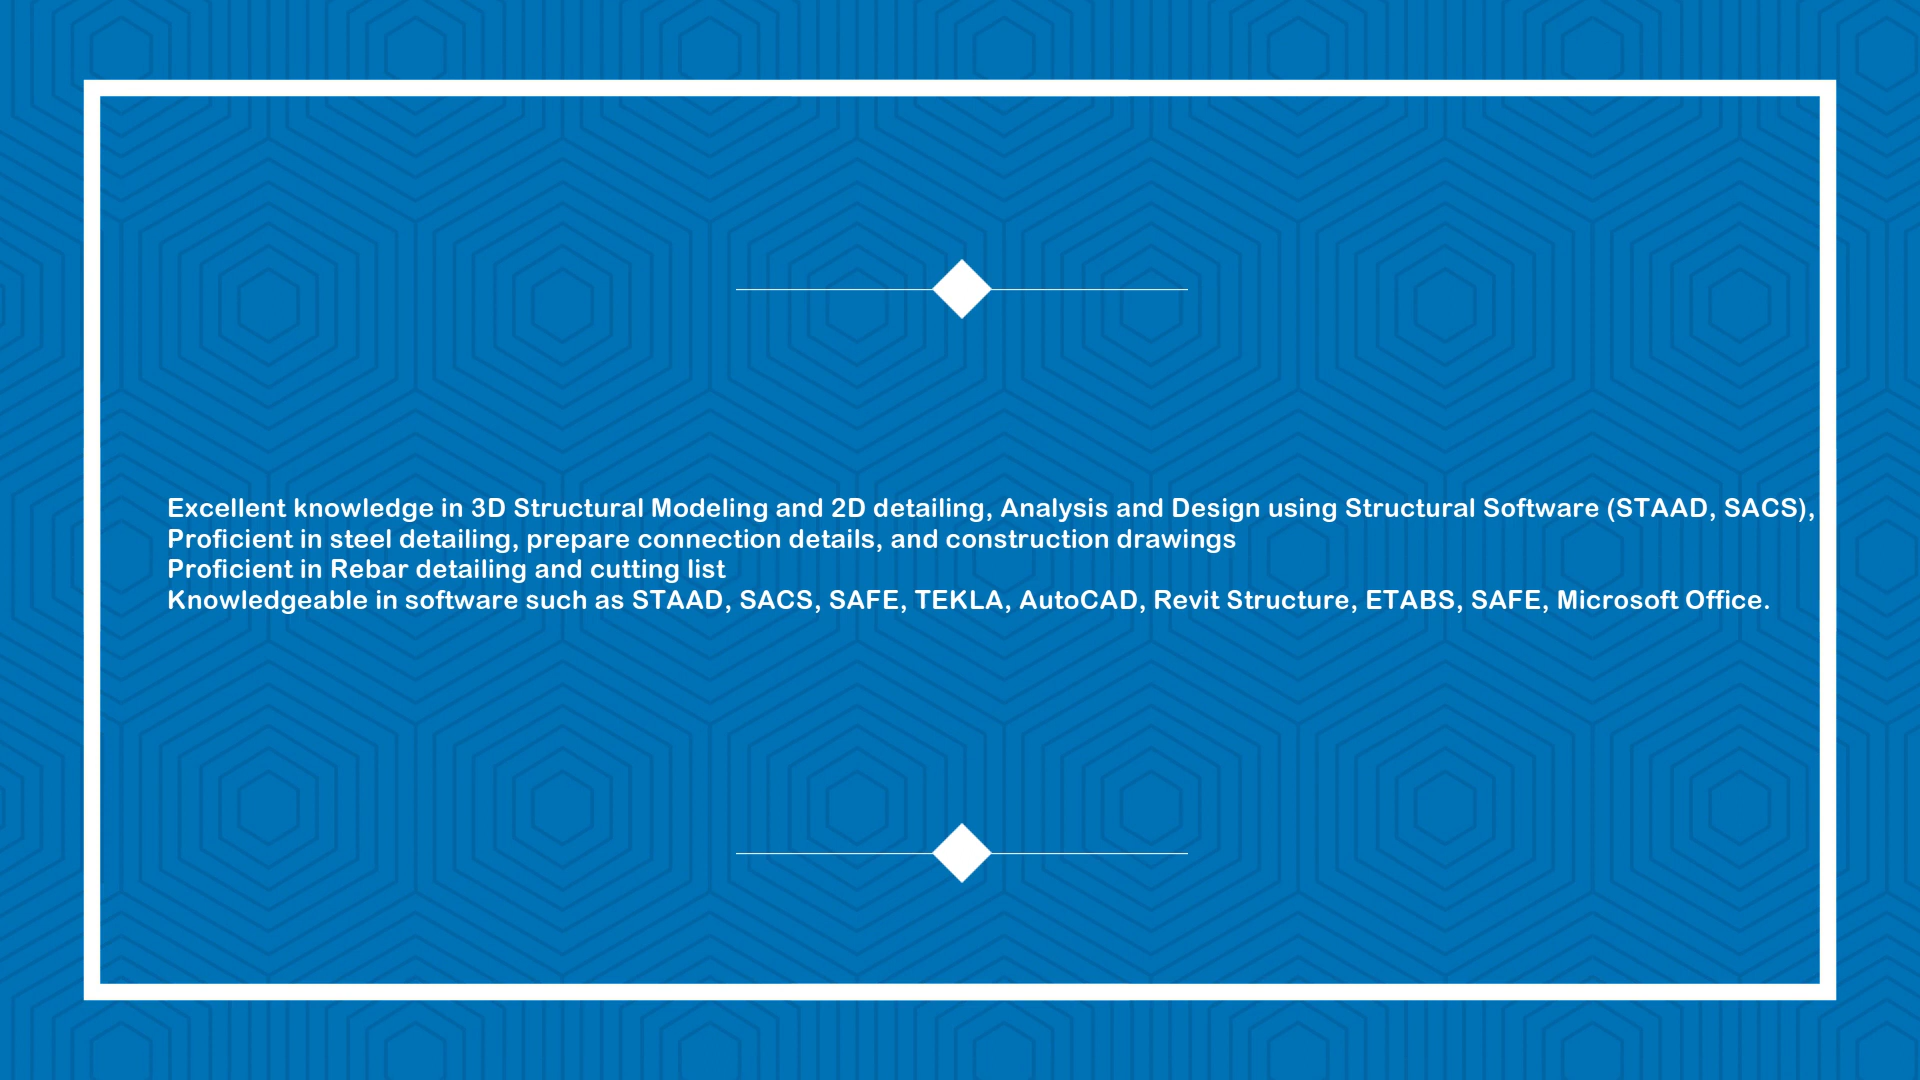 Excellent knowledge in 3D Structural Modeling and 2D detailing, Analysis and Design using Structural Software (STAAD, SACS),
Proficient in steel detailing, prepare connection details, and construction drawings
Proficient in Rebar detailing and cutting list
Knowledgeable in software such as STAAD, SACS, SAFE, TEKLA, AutoCAD, Revit Structure, ETABS, SAFE, Microsoft Office.